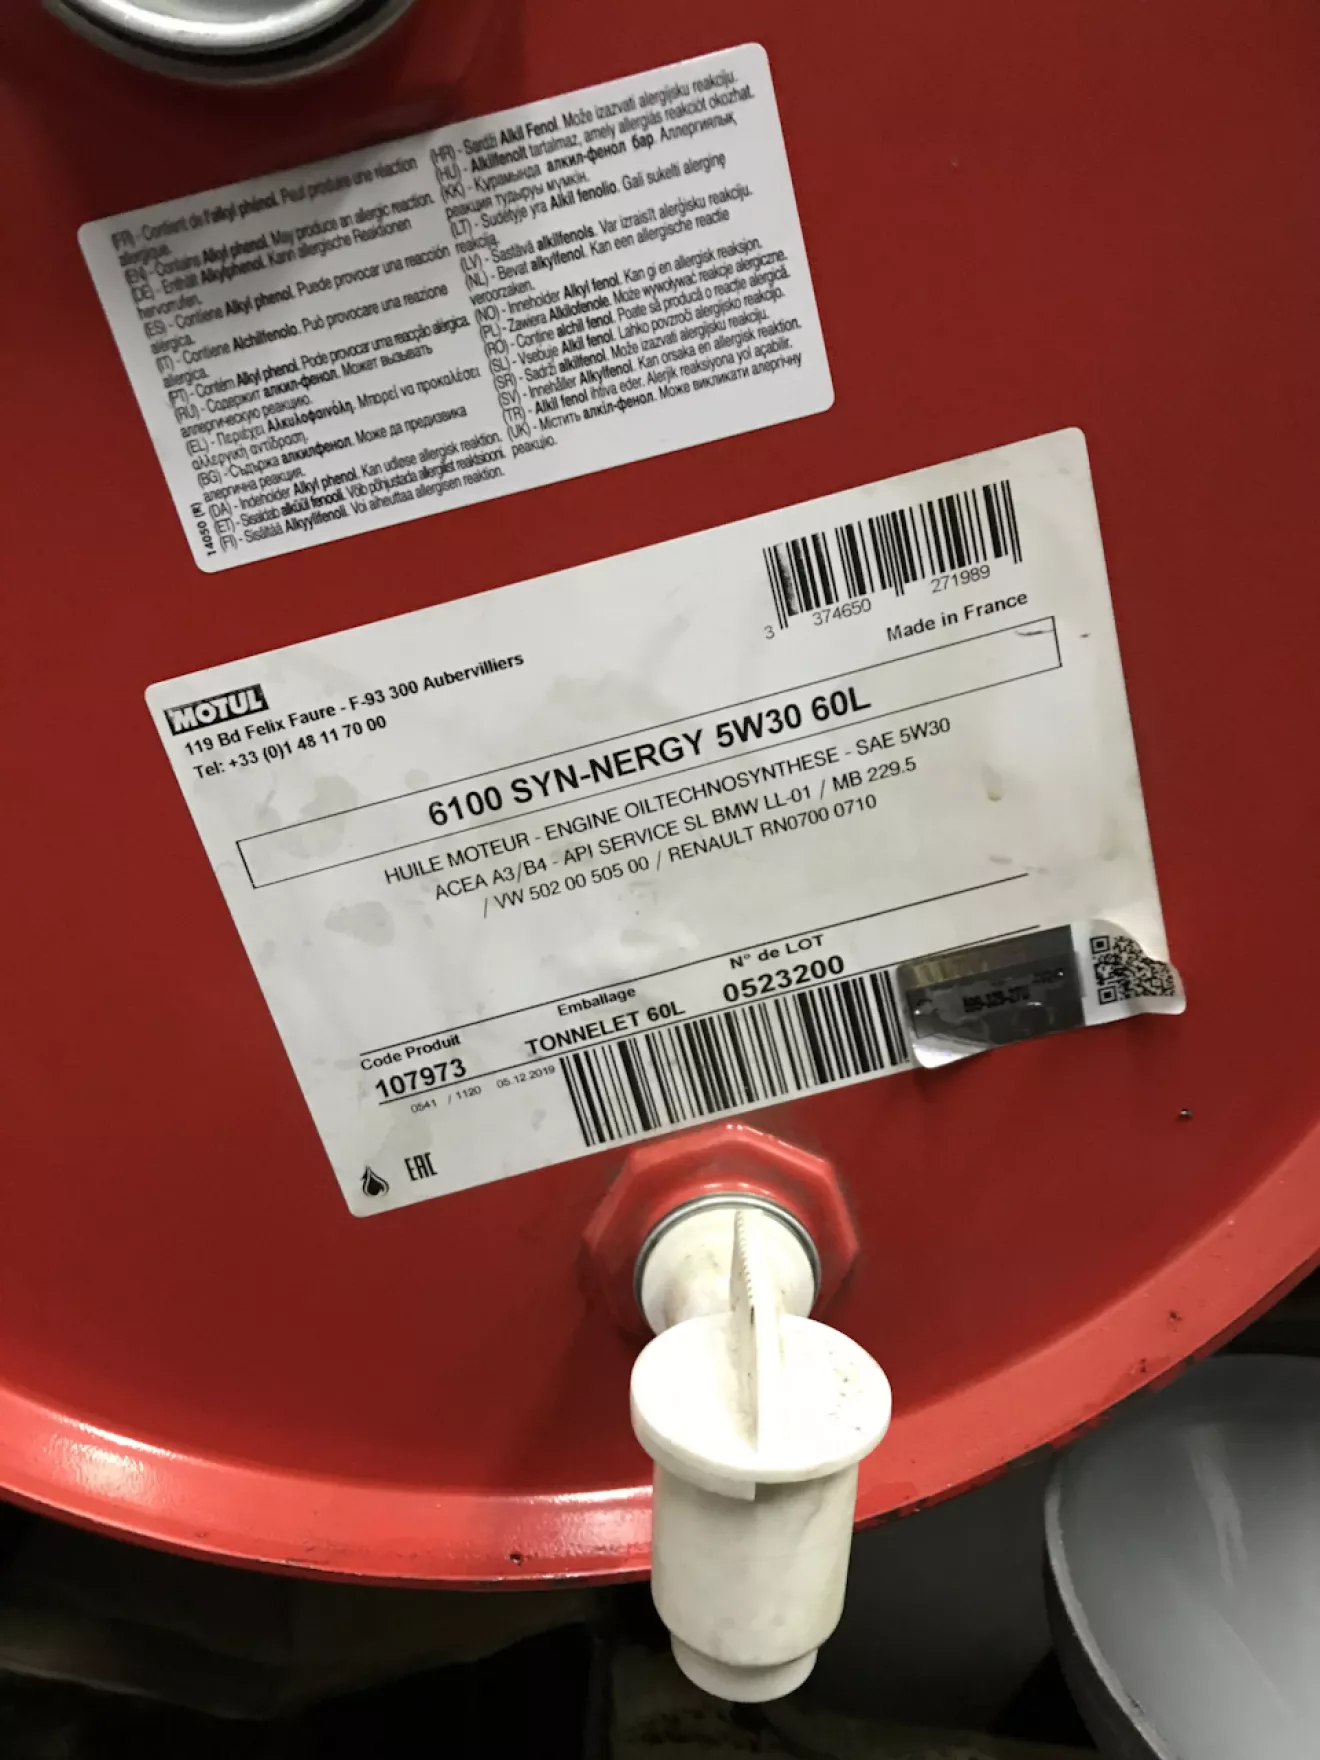 (FR) - Contient de l'alkyl phénol. Peut produire une réaction
allergique.
(EN) - Contains Alkyl phenol. May produce an allergic reaction.
(DE) - Enthält Alkylphenol. Kann allergische Reaktionen
hervorrufen.
(ES) - Contiene Alkyl phenol. Puede provocar una reacción
alérgica.
(IT) - Contiene Alchilfenolo. Può provocare una reazione
allergica.
(PT) - Contém Alkyl phenol. Pode provocar uma reacção alérgica.
(RU) - Содержит алкил-фенол. Может вызывать
аллергическую реакцию.
(EL) - Περιέχει Αλκυλοφαινόλη. Μπορεί να προκαλέσει
αλλεργική αντίδραση.
(BG) - Съдържа алкилфенол. Може да предизвика
алергична реакция.
(DA) - Indeholder Alkyl phenol. Kan udløse allergisk reaktion.
(ET) - Sisaldab alküül fenooli. Võib põhjustada allergilist reaktsiooni.
(FI) - Sisältää Alkyylifenoli. Voi aiheuttaa allergisen reaktion.
14050 (R)
(HR) - Sadrži Alkil Fenol. Može izazvati alergijsku reakciju.
(HU) - Alkilfenolt tartalmaz, amely allergiás reakciót okozhat.
(KK) - Құрамында алкил-фенол бар. Аллергиялық
реакция тудыруы мүмкін.
(LT) - Sudėtyje yra Alkil fenolio. Gali sukelti alerginę
reakciją.
(LV) - Sastāvā alkilfenols. Var izraisīt alerģisku reakciju.
(NL) - Bevat alkylfenol. Kan een allergische reactie
veroorzaken.
(NO) - Inneholder Alkyl fenol. Kan gi en allergisk reaksjon.
(PL) - Zawiera Alkilofenole. Może wywoływać reakcje alergiczne.
(RO) - Conține alchil fenol. Poate să producă o reacție alergică.
(SL) - Vsebuje Alkil fenol. Lahko povzroči alergijsko reakcijo.
(SR) - Sadrži alkilfenol. Može izazvati alergijsku reakciju.
(SV) - Innehåller Alkylfenol. Kan orsaka en allergisk reaktion.
(TR) - Alkil fenol ihtiva eder. Alerjik reaksiyona yol açabilir.
(UK) - Містить алкіл-фенол. Може викликати алергічну
реакцію.
3 374650 271989
Made in France
MOTUL
119 Bd Felix Faure - F-93 300 Aubervilliers
Tel: +33 (0)1 48 11 70 00
6100 SYN-NERGY 5W30 60L
HUILE MOTEUR - ENGINE OILTECHNOSYNTHESE - SAE 5W30
ACEA A3/B4 - API SERVICE SL BMW LL-01 / MB 229.5
/ VW 502 00 505 00 / RENAULT RN0700 0710
Code Produit Emballage N° de LOT
107973 TONNELET 60L 0523200
0541 / 1120 05.12.2019
EAC